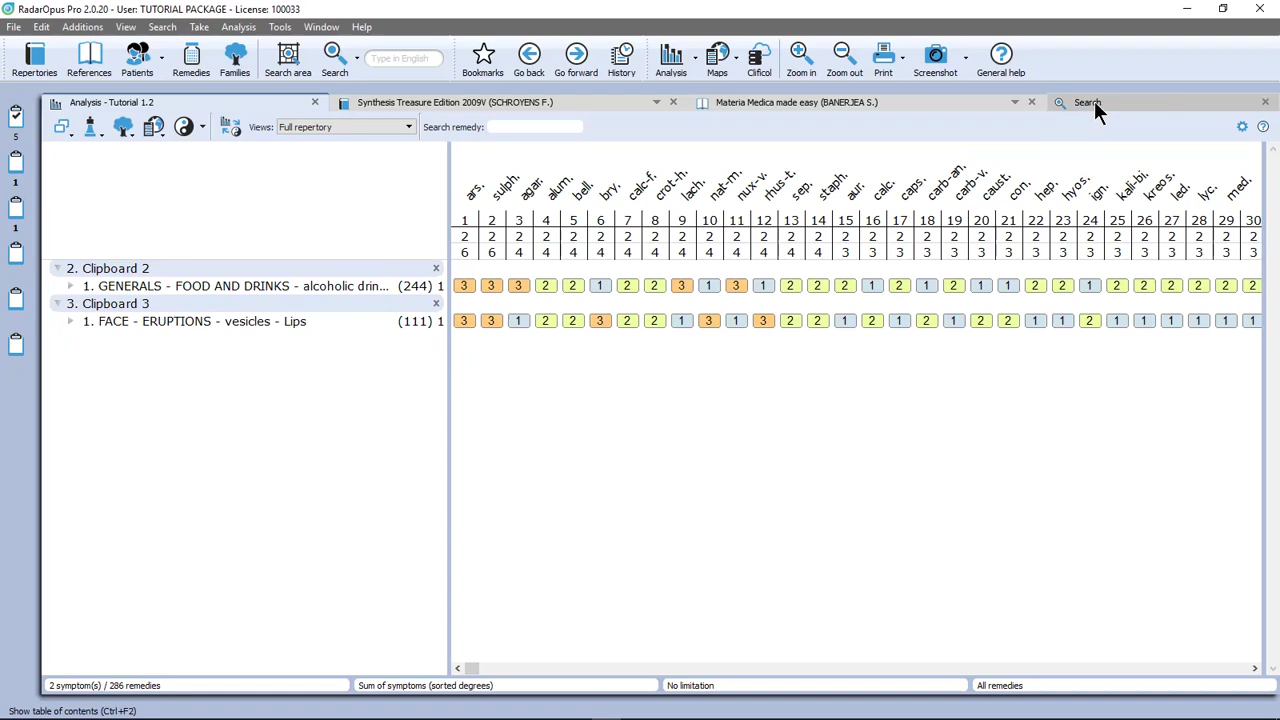 RadarOpus Pro 2.0.20 - User: TUTORIAL PACKAGE - License: 100033
File Edit Additions View Search Take Analysis Tools Window Help
Type in English
Repertories References Patients Remedies Families Search area Search Bookmarks Go back Go forward History Analysis Maps Clificol Zoom in Zoom out Print Screenshot General help
Analysis - Tutorial 1.2 Synthesis Treasure Edition 2009V (SCHROYENS F.) Materia Medica made easy (BANERJEA S.) Search
Views: Full repertory Search remedy:
5
1
1
ars. sulph. agar. alum. bell. bry. calc-f. crot-h. lach. nat-m. nux-v. rhus-t. sep. staph. aur. calc. caps. carb-an. carb-v. caust. con. hep. hyos. ign. kali-bi. kreos. led. lyc. med.
1 2 3 4 5 6 7 8 9 10 11 12 13 14 15 16 17 18 19 20 21 22 23 24 25 26 27 28 29 30
2 2 2 2 2 2 2 2 2 2 2 2 2 2 2 2 2 2 2 2 2 2 2 2 2 2 2 2 2 2
6 6 4 4 4 4 4 4 4 4 4 4 4 4 3 3 3 3 3 3 3 3 3 3 3 3 3 3 3 3
2. Clipboard 2
1. GENERALS - FOOD AND DRINKS - alcoholic drin... (244) 1 3 3 3 2 2 1 2 2 3 1 3 1 2 2 2 1 2 1 2 1 1 2 2 1 2 2 2 2 2 2
3. Clipboard 3
1. FACE - ERUPTIONS - vesicles - Lips (111) 1 3 3 1 2 2 3 2 2 1 3 1 3 2 2 1 2 1 2 1 2 2 1 1 2 1 1 1 1 1 1
2 symptom(s) / 286 remedies Sum of symptoms (sorted degrees) No limitation All remedies
Show table of contents (Ctrl+F2)